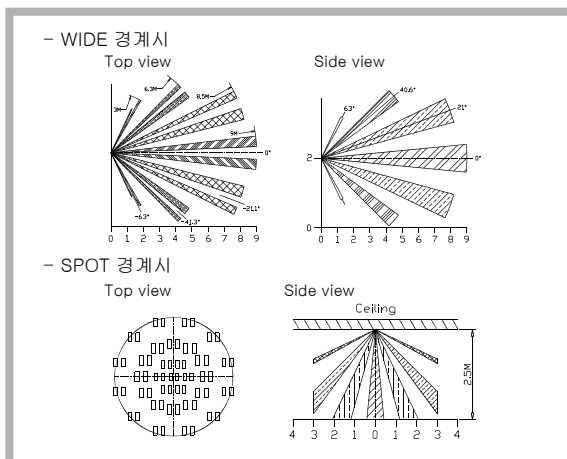 - WIDE 경계시
Top view
Side view
3M
6.3M
8.5M
9M
0°
-21.1°
-41.3°
-63°
0 1 2 3 4 5 6 7 8 9
63°
40.6°
21°
0°
2
0
0 1 2 3 4 5 6 7 8 9
- SPOT 경계시
Top view
Side view
Ceiling
2.5M
4 3 2 1 0 1 2 3 4